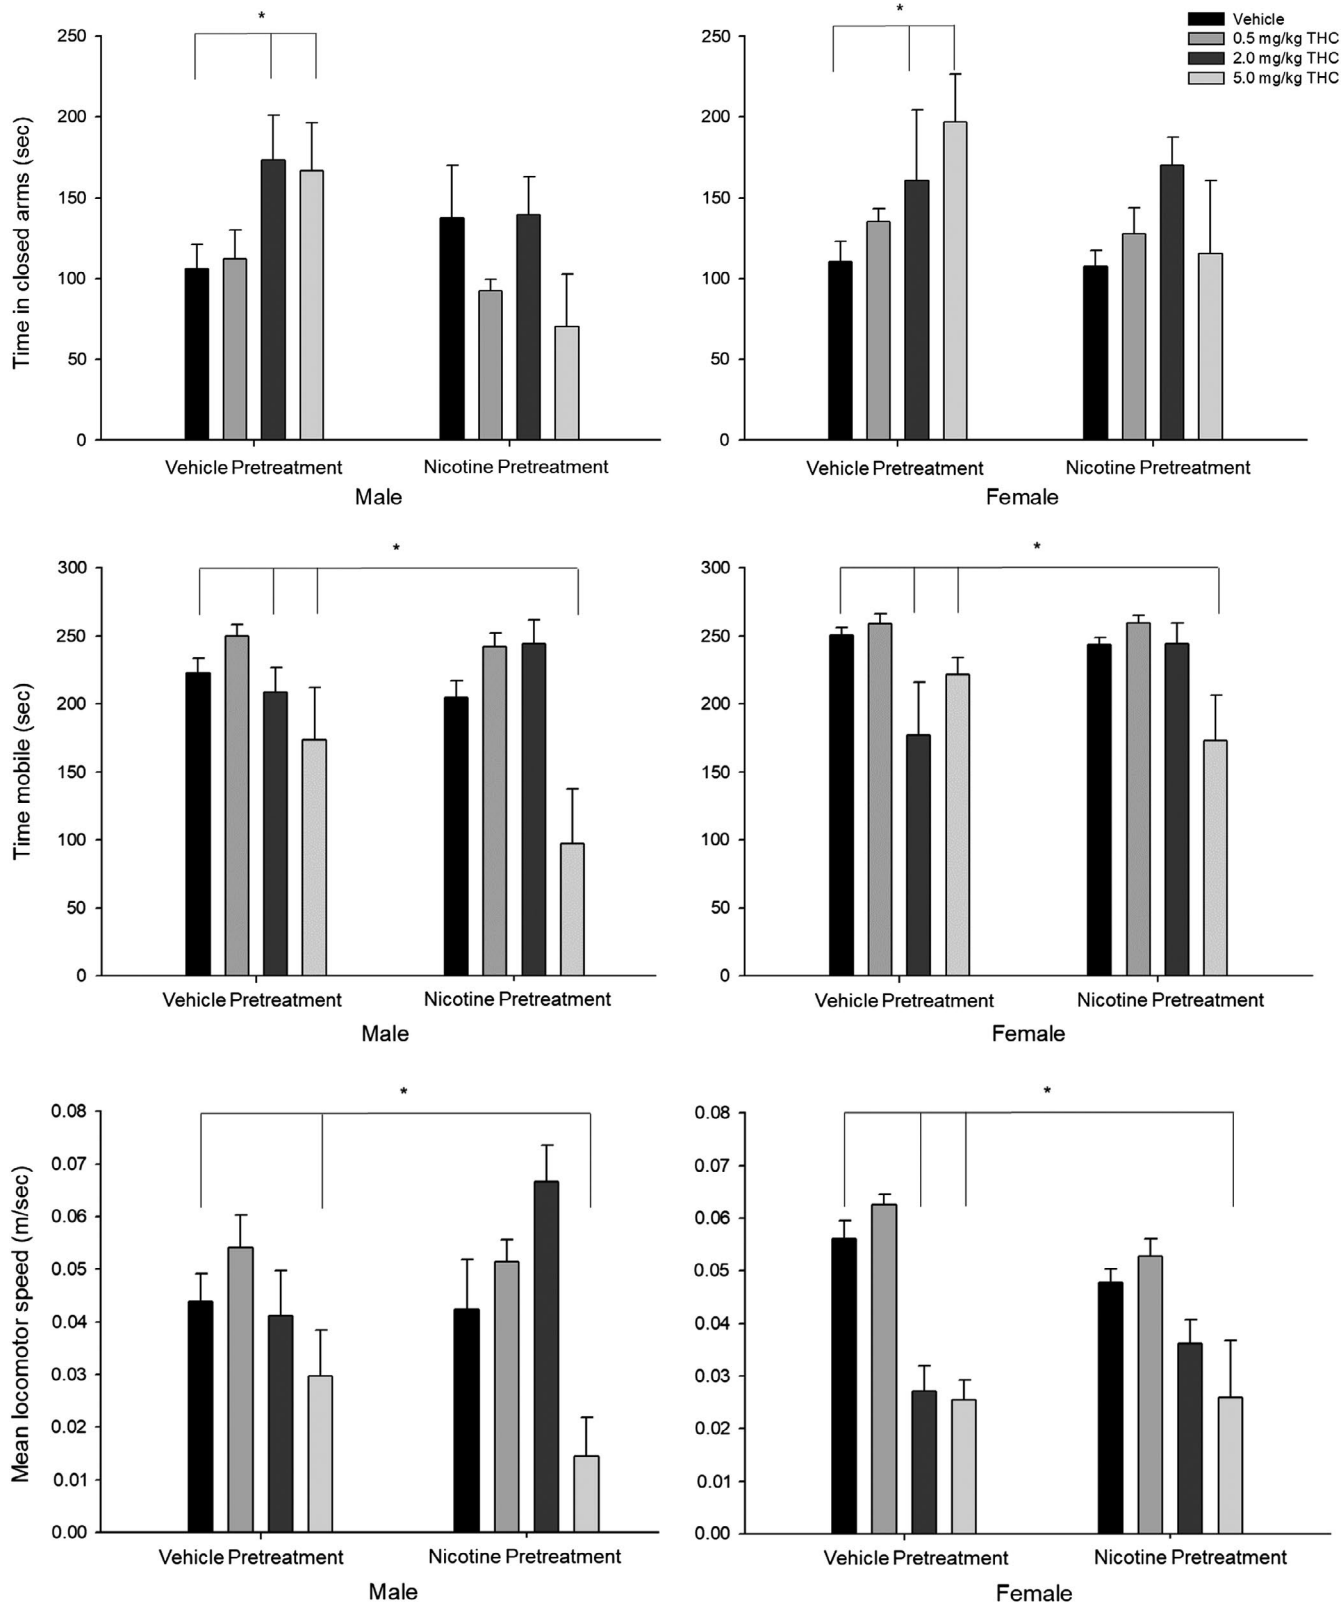 *
*
Vehicle
0.5 mg/kg THC
2.0 mg/kg THC
5.0 mg/kg THC
Time in closed arms (sec)
250
200
150
100
50
0
Vehicle Pretreatment
Nicotine Pretreatment
Male
250
200
150
100
50
0
Vehicle Pretreatment
Nicotine Pretreatment
Female
*
Time mobile (sec)
300
250
200
150
100
50
0
Vehicle Pretreatment
Nicotine Pretreatment
Male
*
300
250
200
150
100
50
0
Vehicle Pretreatment
Nicotine Pretreatment
Female
*
Mean locomotor speed (m/sec)
0.08
0.07
0.06
0.05
0.04
0.03
0.02
0.01
0.00
Vehicle Pretreatment
Nicotine Pretreatment
Male
*
0.08
0.07
0.06
0.05
0.04
0.03
0.02
0.01
0.00
Vehicle Pretreatment
Nicotine Pretreatment
Female